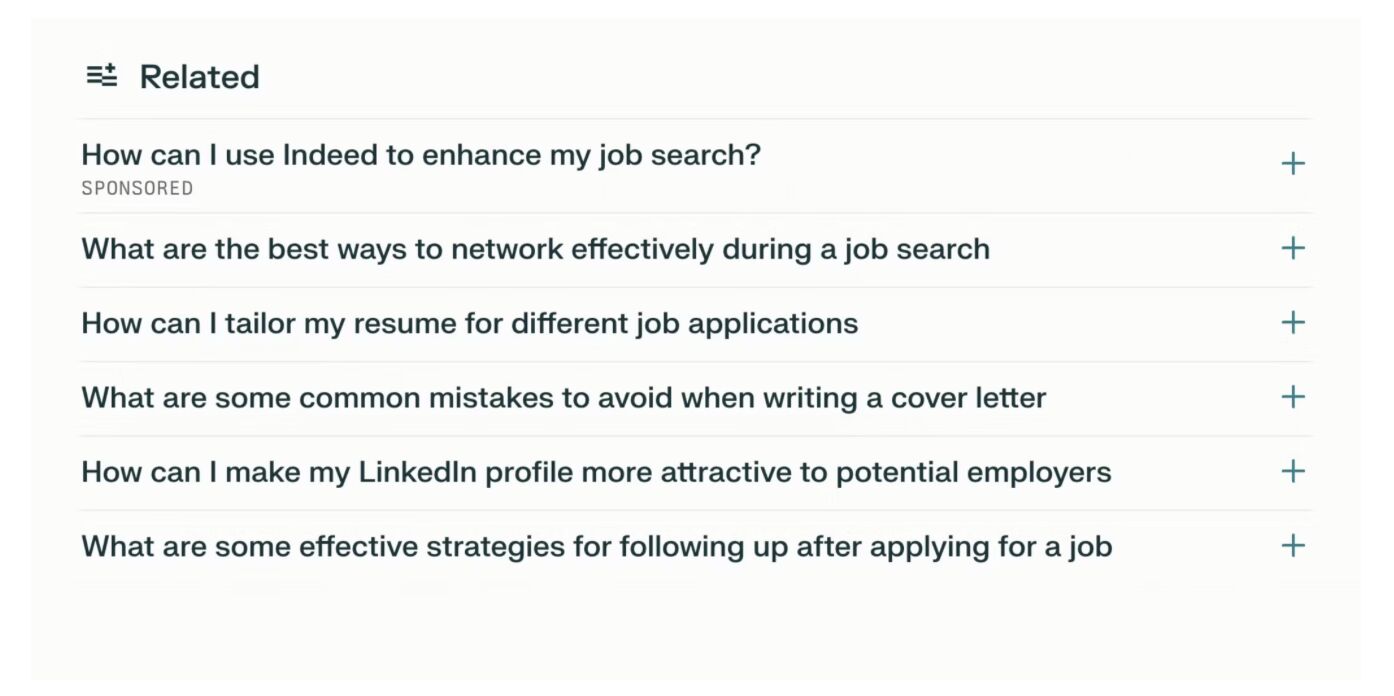 Related
How can I use Indeed to enhance my job search?
SPONSORED
What are the best ways to network effectively during a job search
How can I tailor my resume for different job applications
What are some common mistakes to avoid when writing a cover letter
How can I make my LinkedIn profile more attractive to potential employers
What are some effective strategies for following up after applying for a job